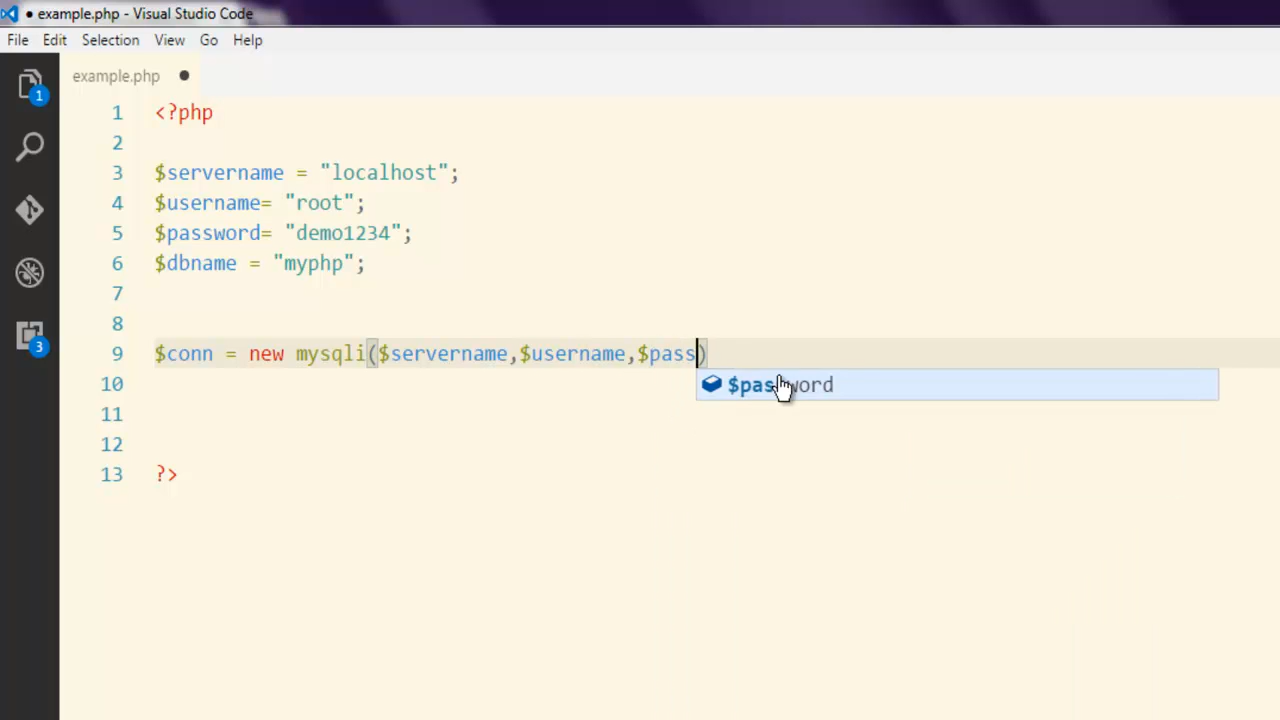 ● example.php - Visual Studio Code
File Edit Selection View Go Help
example.php ●
1 <?php
2
3 $servername = "localhost";
4 $username= "root";
5 $password= "demo1234";
6 $dbname = "myphp";
7
8
9 $conn = new mysqli($servername,$username,$pass)
10 $password
11
12
13 ?>
1
3